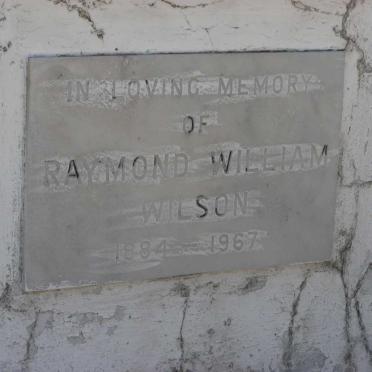 IN LOVING MEMORY
OF
RAYMOND WILLIAM
WILSON
1884 — 1967